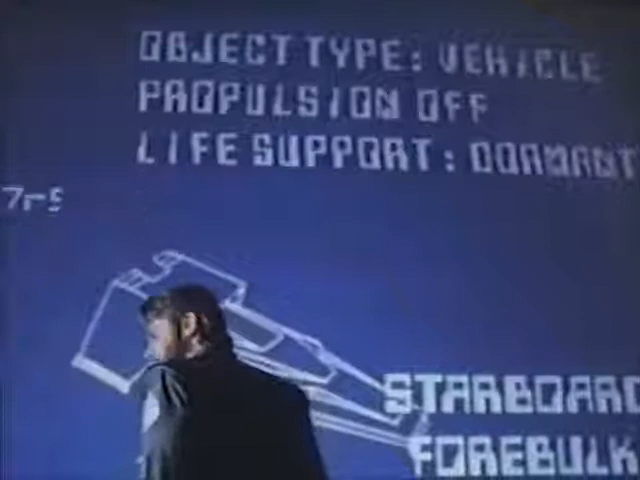 OBJECT TYPE: VEHICLE
PROPULSION OFF
LIFE SUPPORT: DORMANT
STARBOARD
FOREBULK